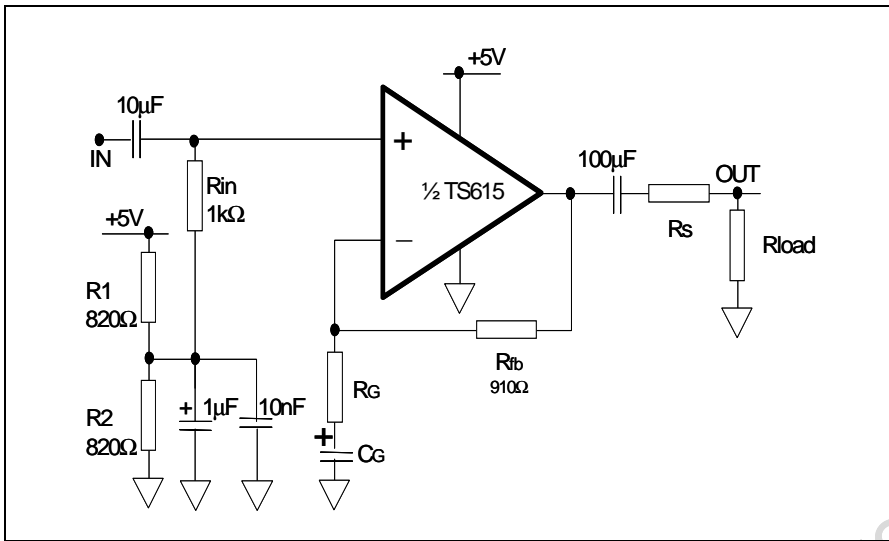 +5V
10µF
IN
+
½ TS615
–
Rin
1kΩ
100µF
OUT
Rs
Rload
+5V
R1
820Ω
R2
820Ω
+ 1µF
10nF
Rfb
910Ω
RG
+
CG